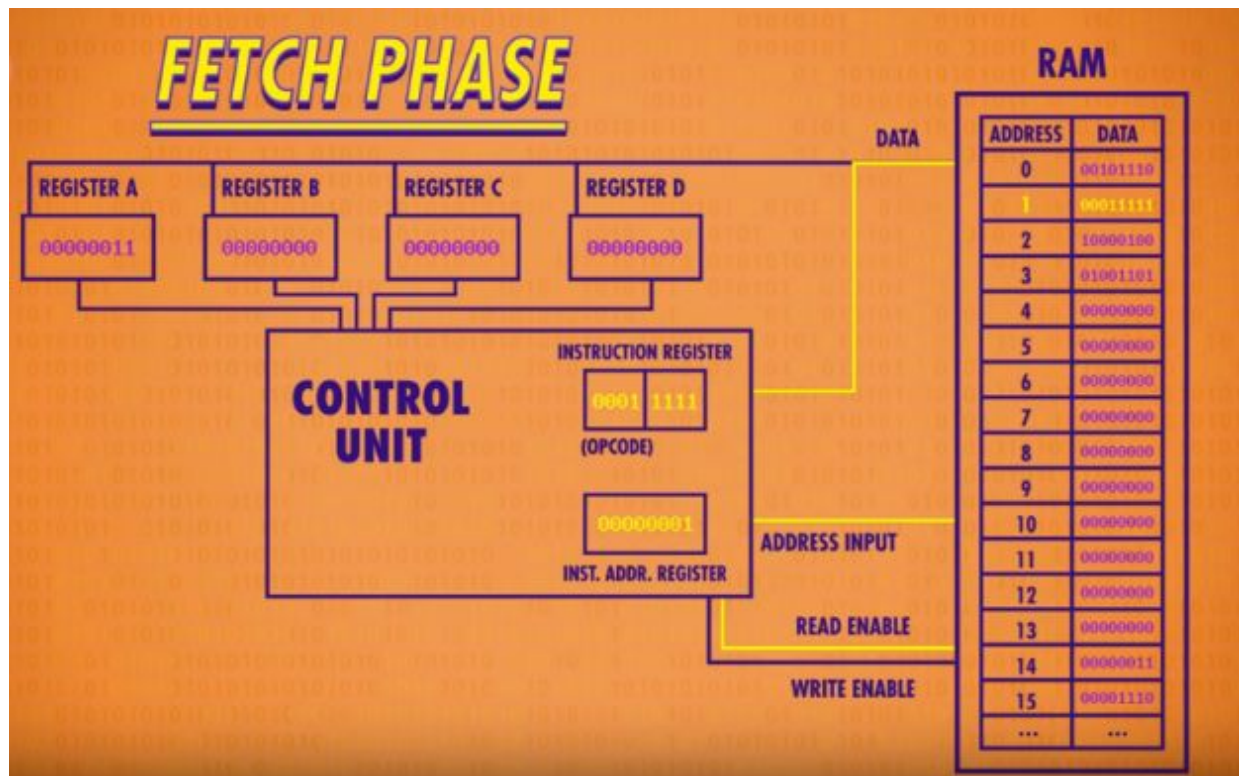 FETCH PHASE
RAM
DATA
ADDRESS DATA
0 00101110
1 00011111
2 10000100
3 01001101
4 00000000
5 00000000
6 00000000
7 00000000
8 00000000
9 00000000
10 00000000
11 00000000
12 00000000
13 00000000
14 00000011
15 00001110
... ...
REGISTER A REGISTER B REGISTER C REGISTER D
00000011 00000000 00000000 00000000
CONTROL
UNIT
INSTRUCTION REGISTER
0001 1111
(OPCODE)
00000001
INST. ADDR. REGISTER
ADDRESS INPUT
READ ENABLE
WRITE ENABLE